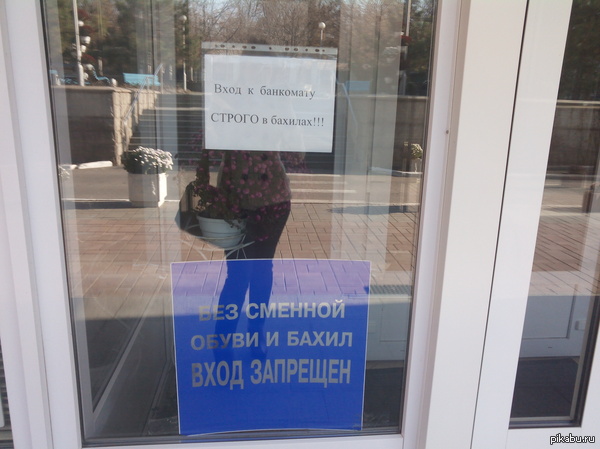 Вход к банкомату
СТРОГО в бахилах!!!
БЕЗ СМЕННОЙ
ОБУВИ И БАХИЛ
ВХОД ЗАПРЕЩЕН
pikabu.ru